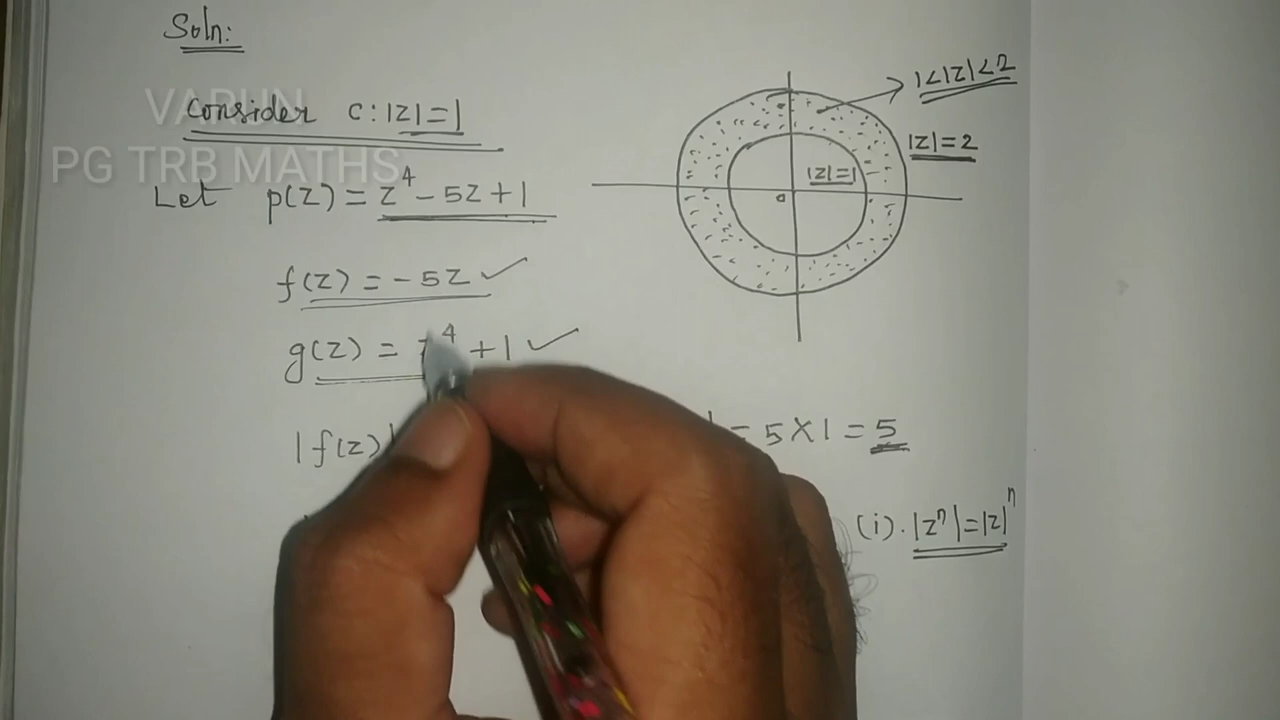 Soln:
Consider C: |z|=1
VARUN
PG TRB MATHS
Let p(z) = z⁴ - 5z + 1
f(z) = -5z ✓
g(z) = z⁴ + 1 ✓
|f(z)|
= 5 × 1 = 5
(i). |zⁿ| = |z|ⁿ
1<|z|<2
|z| = 2
|z|=1
0